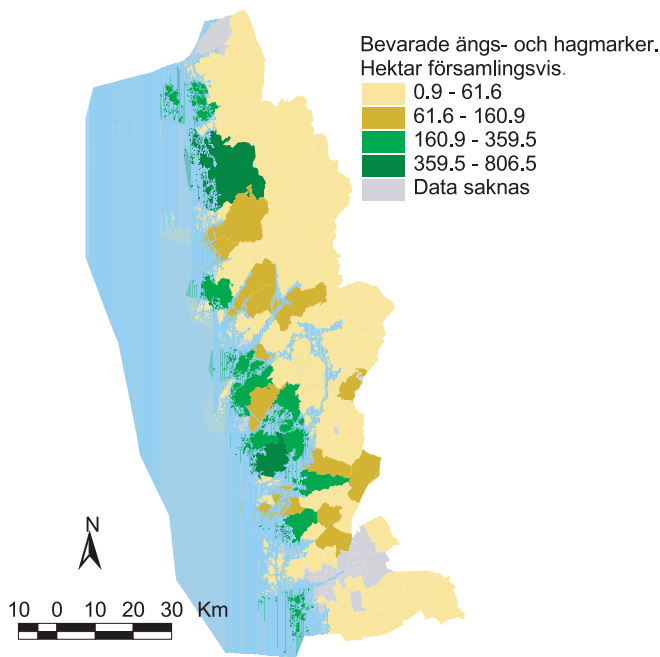 Bevarade ängs- och hagmarker.
Hektar församlingsvis.
0.9 - 61.6
61.6 - 160.9
160.9 - 359.5
359.5 - 806.5
Data saknas
N
10 0 10 20 30 Km